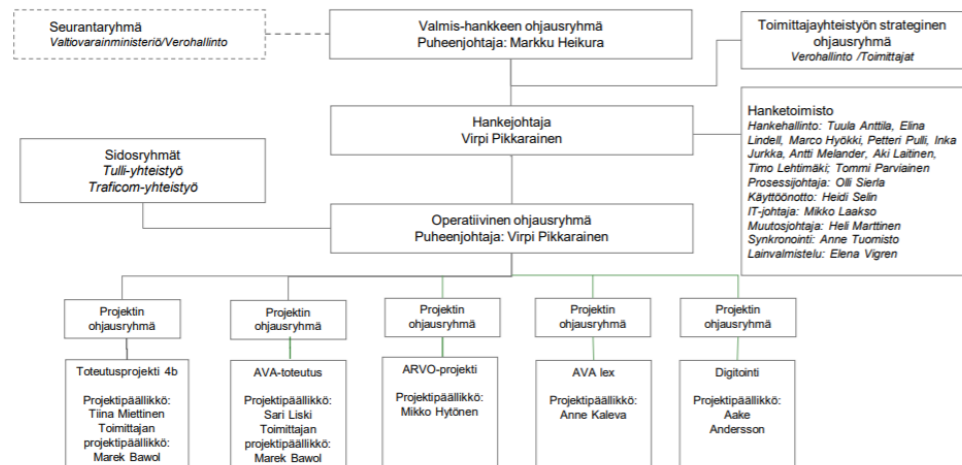 Seurantaryhmä
Valtiovarainministeriö/Verohallinto
Valmis-hankkeen ohjausryhmä
Puheenjohtaja: Markku Heikura
Toimittajayhteistyön strateginen
ohjausryhmä
Verohallinto /Toimittajat
Hankejohtaja
Virpi Pikkarainen
Hanketoimisto
Hankehallinto: Tuula Anttila, Elina
Lindell, Marco Hyökki, Petteri Pulli, Inka
Jurkka, Antti Melander, Aki Laitinen,
Timo Lehtimäki; Tommi Parviainen
Prosessijohtaja; Olli Sierla
Käyttöönotto: Heidi Selin
IT-johtaja: Mikko Laakso
Muutosjohtaja: Heli Marttinen
Synkronointi: Anne Tuomisto
Lainvalmistelu: Elena Vigren
Sidosryhmät
Tulli-yhteistyö
Traficom-yhteistyö
Operatiivinen ohjausryhmä
Puheenjohtaja: Virpi Pikkarainen
Projektin
ohjausryhmä
Projektin
ohjausryhmä
Projektin
ohjausryhmä
Projektin
ohjausryhmä
Projektin
ohjausryhmä
Toteutusprojekti 4b
Projektipäällikkö:
Tiina Miettinen
Toimittajan
projektipäällikkö:
Marek Bawol
AVA-toteutus
Projektipäällikkö:
Sari Liski
Toimittajan
projektipäällikkö:
Marek Bawol
ARVO-projekti
Projektipäällikkö:
Mikko Hytönen
AVA lex
Projektipäällikkö:
Anne Kaleva
Digitointi
Projektipäällikkö:
Aake
Andersson